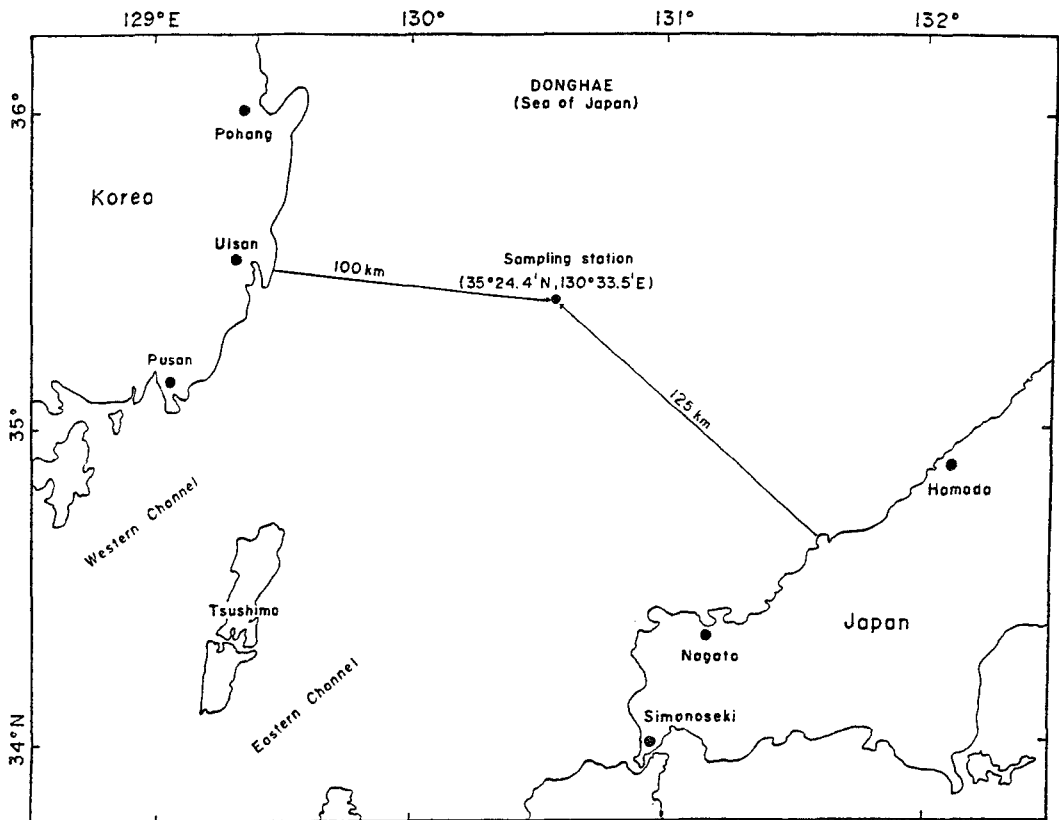 129°E 130° 131° 132°
36°
DONGHAE
(Sea of Japan)
Pohang
Korea
Ulsan
100 km
Sampling station
(35°24.4'N, 130°33.5'E)
Pusan
125 km
35°
Hamada
Western Channel
Tsushima
Japan
Nagato
Eastern Channel
Simonoseki
34°N